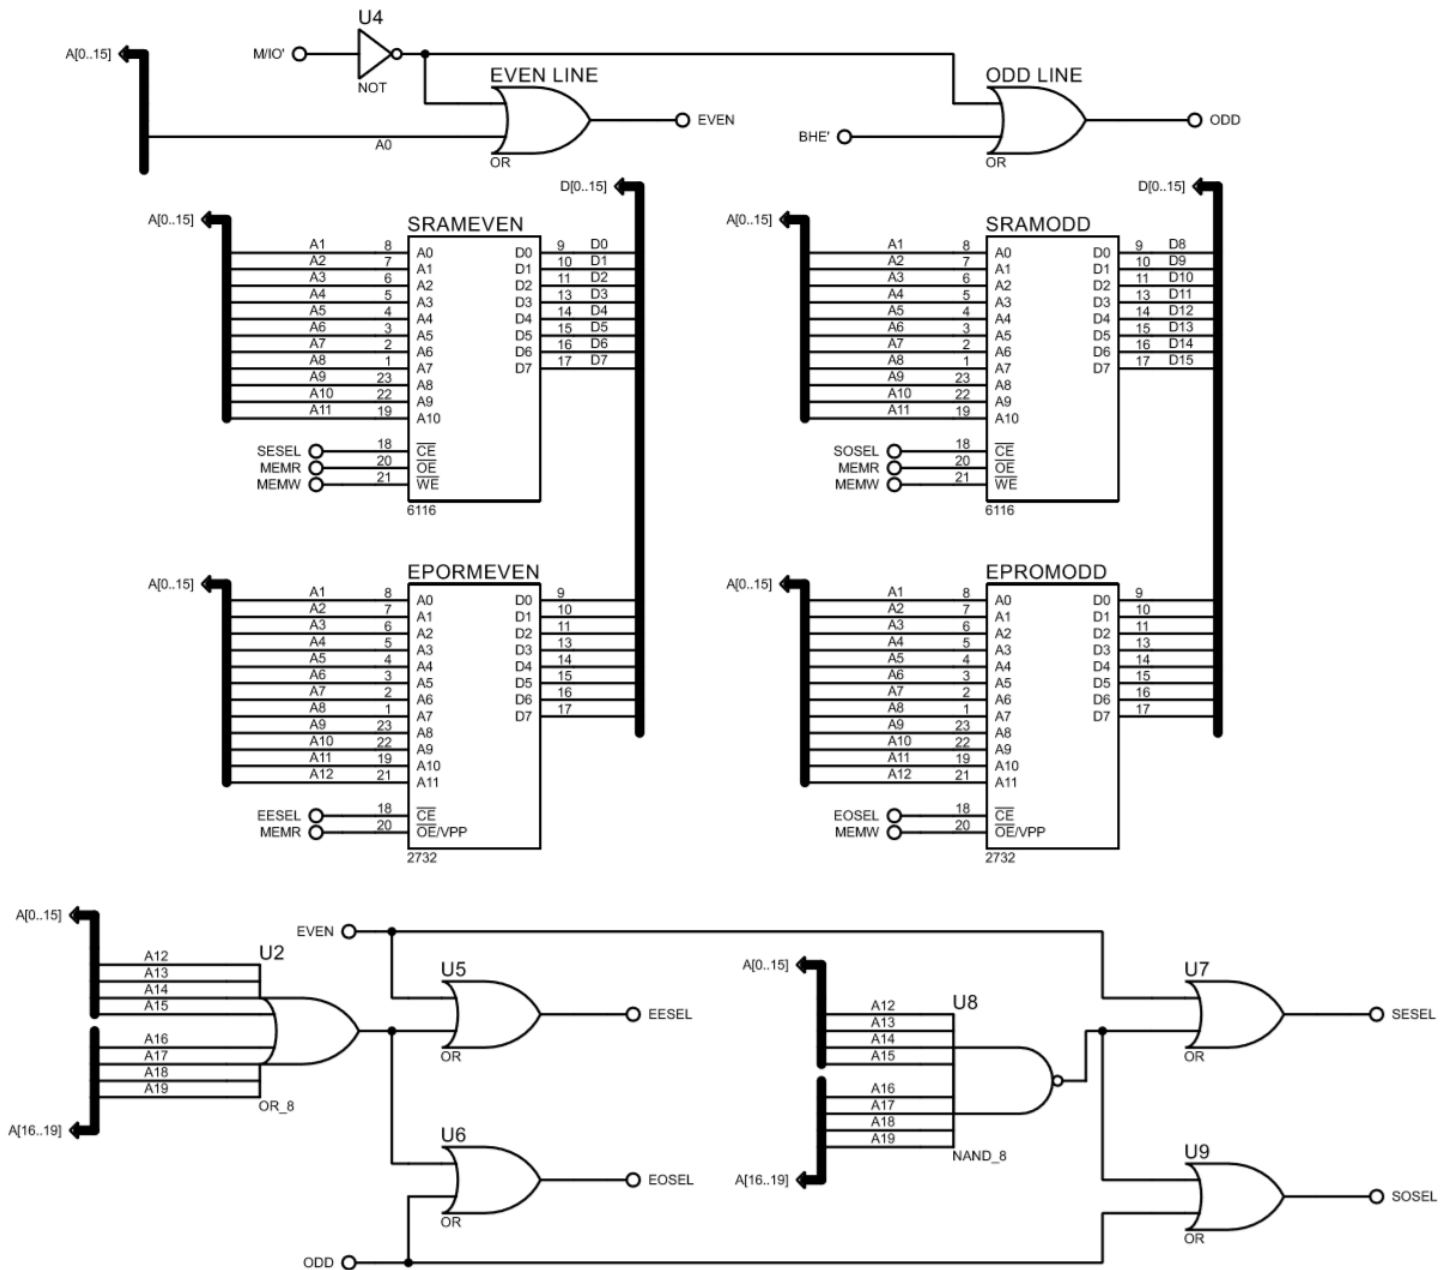 U4
A[0..15]
M/IO'
NOT
EVEN LINE
ODD LINE
EVEN
ODD
A0
BHE'
OR
OR
D[0..15]
D[0..15]
A[0..15]
SRAMEVEN
A[0..15]
SRAMODD
A1 8 A0 D0 9 D0
A2 7 A1 D1 10 D1
A3 6 A2 D2 11 D2
A4 5 A3 D3 13 D3
A5 4 A4 D4 14 D4
A6 3 A5 D5 15 D5
A7 2 A6 D6 16 D6
A8 1 A7 D7 17 D7
A9 23 A8
A10 22 A9
A11 19 A10
SESEL 18 CE
MEMR 20 OE
MEMW 21 WE
6116
A1 8 A0 D0 9 D8
A2 7 A1 D1 10 D9
A3 6 A2 D2 11 D10
A4 5 A3 D3 13 D11
A5 4 A4 D4 14 D12
A6 3 A5 D5 15 D13
A7 2 A6 D6 16 D14
A8 1 A7 D7 17 D15
A9 23 A8
A10 22 A9
A11 19 A10
SOSEL 18 CE
MEMR 20 OE
MEMW 21 WE
6116
A[0..15]
EPORMEVEN
A1 8 A0 D0 9
A2 7 A1 D1 10
A3 6 A2 D2 11
A4 5 A3 D3 13
A5 4 A4 D4 14
A6 3 A5 D5 15
A7 2 A6 D6 16
A8 1 A7 D7 17
A9 23 A8
A10 22 A9
A11 19 A10
A12 21 A11
EESEL 18 CE
MEMR 20 OE/VPP
2732
A[0..15]
EPROMODD
A1 8 A0 D0 9
A2 7 A1 D1 10
A3 6 A2 D2 11
A4 5 A3 D3 13
A5 4 A4 D4 14
A6 3 A5 D5 15
A7 2 A6 D6 16
A8 1 A7 D7 17
A9 23 A8
A10 22 A9
A11 19 A10
A12 21 A11
EOSEL 18 CE
MEMW 20 OE/VPP
2732
A[0..15]
EVEN
A12
A13
A14
A15
A16
A17
A18
A19
U2
OR_8
A[16..19]
U5
OR
EESEL
U6
OR
EOSEL
ODD
A[0..15]
A12
A13
A14
A15
A16
A17
A18
A19
U8
NAND_8
A[16..19]
U7
OR
SESEL
U9
OR
SOSEL